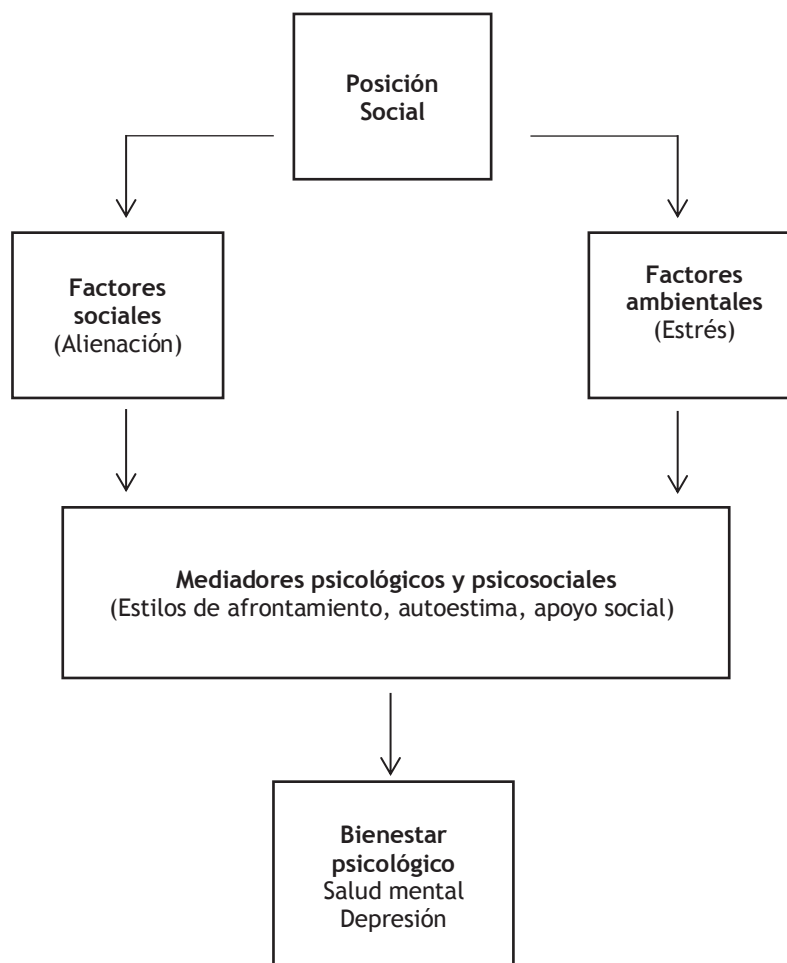 Posición
Social
Factores
sociales
(Alienación)
Factores
ambientales
(Estrés)
Mediadores psicológicos y psicosociales
(Estilos de afrontamiento, autoestima, apoyo social)
Bienestar
psicológico
Salud mental
Depresión